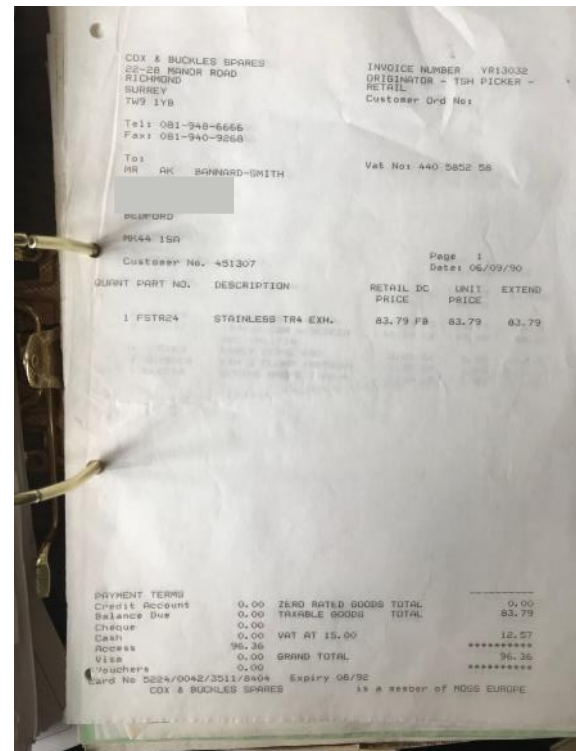 COX & BUCKLES SPARES
22-28 MANOR ROAD
RICHMOND
SURREY
TW9 1YB
Tel: 081-948-6666
Fax: 081-940-9268
INVOICE NUMBER YR13032
ORIGINATOR - TSH PICKER -
RETAIL
Customer Ord No:
To:
MR AK BANNARD-SMITH
Vat No: 440 5852 58
BEDFORD
MK44 1SA
Customer No. 451307
Page 1
Date: 06/09/90
QUANT PART NO. DESCRIPTION RETAIL DC UNIT EXTEND
PRICE PRICE
1 FSTR24 STAINLESS TR4 EXH. 83.79 FB 83.79 83.79
PAYMENT TERMS
Credit Account 0.00 ZERO RATED GOODS TOTAL 0.00
Balance Due 0.00 TAXABLE GOODS TOTAL 83.79
Cheque 0.00
Cash 0.00 VAT AT 15.00 12.57
Access 96.36 **********
Visa 0.00 GRAND TOTAL 96.36
Vouchers 0.00 **********
Card No 5224/0042/3511/8404 Expiry 06/92
COX & BUCKLES SPARES is a member of MOSS EUROPE